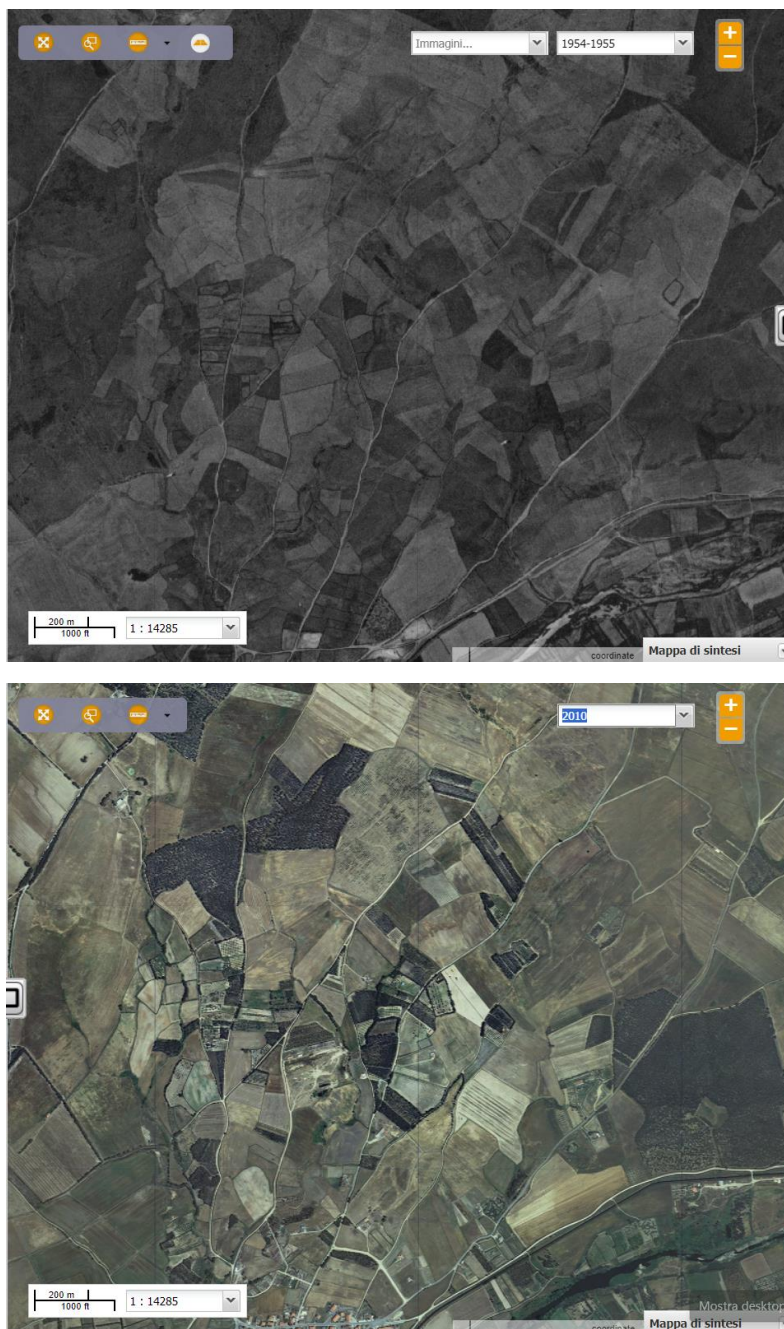 Immagini...
1954-1955
+
−
200 m
1000 ft
1 : 14285
coordinate
Mappa di sintesi
2010
+
−
200 m
1000 ft
1 : 14285
Mostra desktop
coordinate
Mappa di sintesi